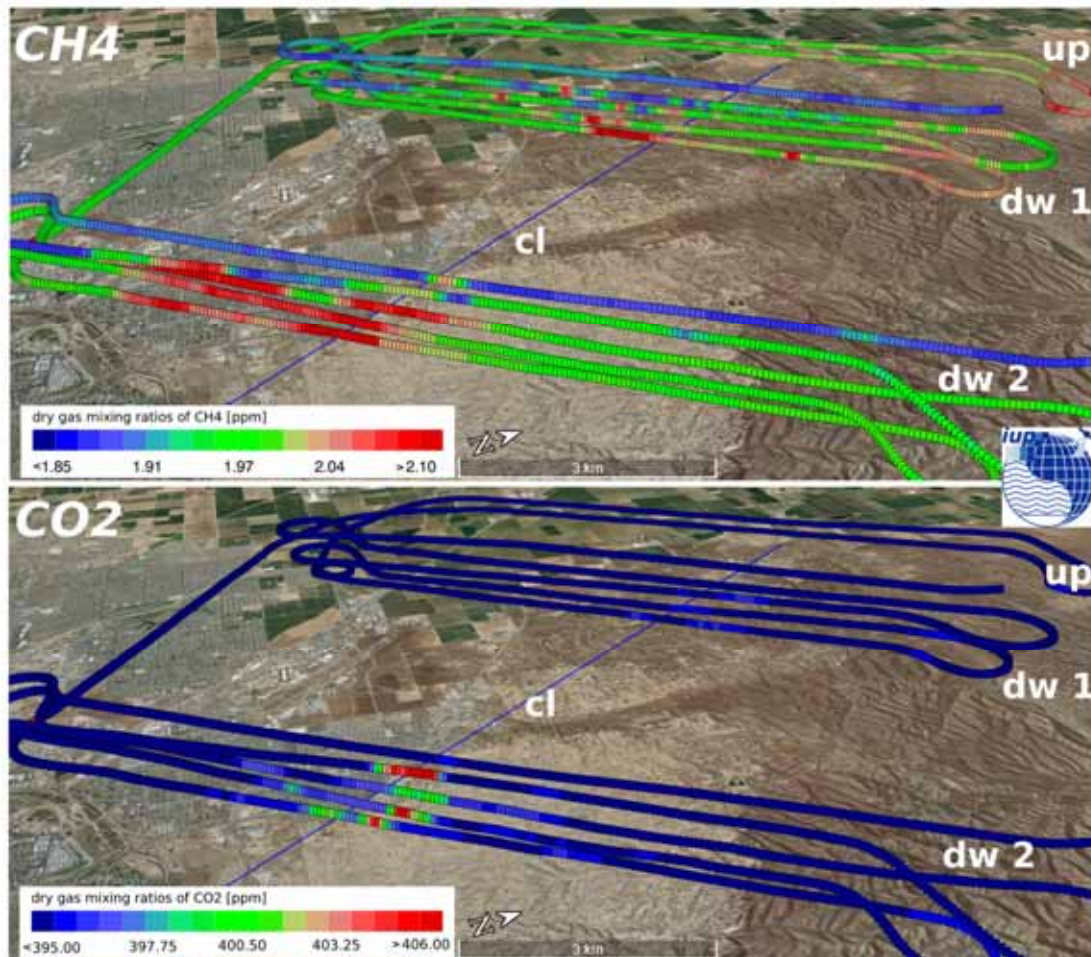 CH4
up
dw 1
cl
dw 2
dry gas mixing ratios of CH4 [ppm]
<1.85 1.91 1.97 2.04 >2.10
3 km
iup
CO2
up
dw 1
cl
dw 2
dry gas mixing ratios of CO2 [ppm]
<395.00 397.75 400.50 403.25 >406.00
3 km